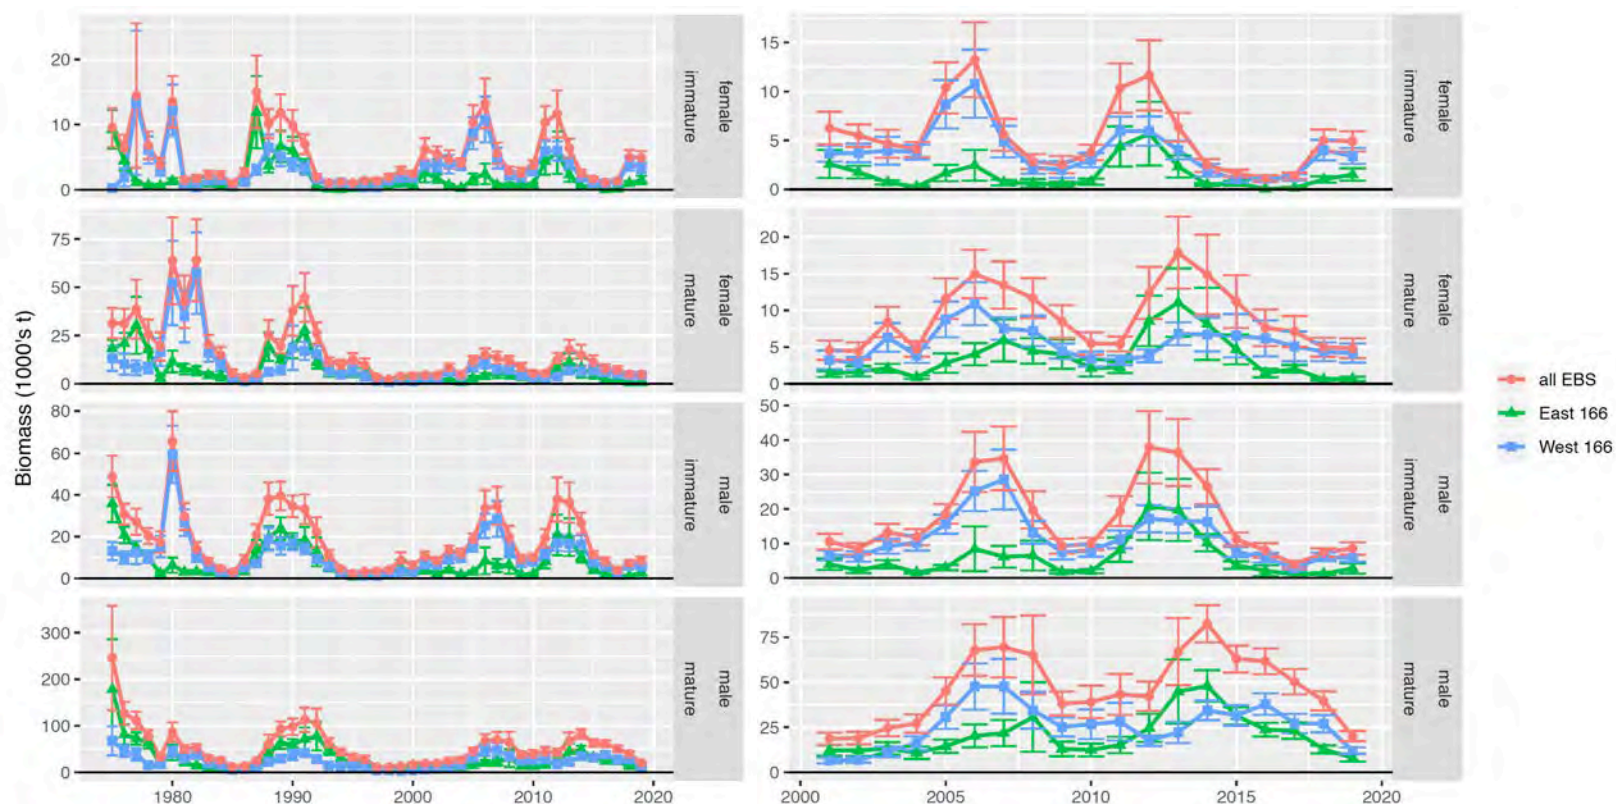 Biomass (1000's t)
20
10
0
female
immature
15
10
5
0
female
immature
75
50
25
0
female
mature
20
15
10
5
0
female
mature
80
60
40
20
0
male
immature
50
40
30
20
10
0
male
immature
300
200
100
0
male
mature
75
50
25
0
male
mature
1980 1990 2000 2010 2020
2000 2005 2010 2015 2020
all EBS
East 166
West 166